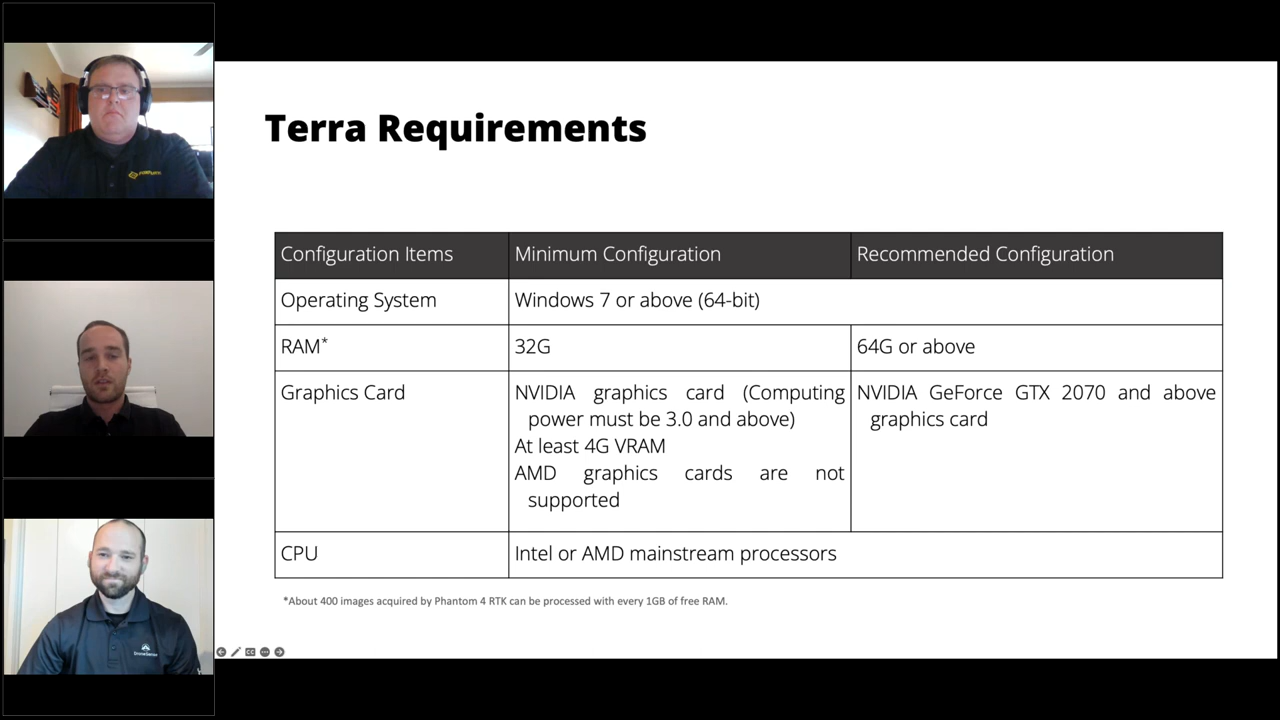 Terra Requirements
Configuration Items
Minimum Configuration
Recommended Configuration
Operating System
Windows 7 or above (64-bit)
RAM*
32G
64G or above
Graphics Card
NVIDIA graphics card (Computing
power must be 3.0 and above)
At least 4G VRAM
AMD graphics cards are not
supported
NVIDIA GeForce GTX 2070 and above
graphics card
CPU
Intel or AMD mainstream processors
*About 400 images acquired by Phantom 4 RTK can be processed with every 1GB of free RAM.
CC